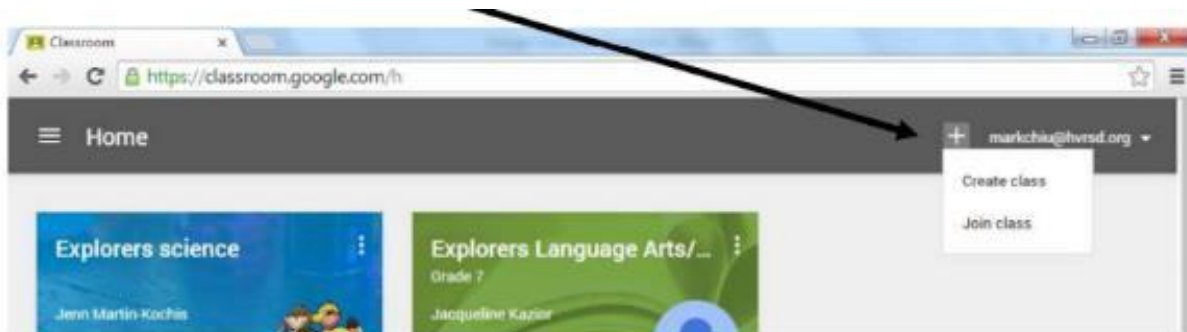 Classroom
https://classroom.google.com/h
Home
markchiu@hvrsd.org
Create class
Join class
Explorers science
Jenn Martin-Kochis
Explorers Language Arts/...
Grade 7
Jacqueline Kazior